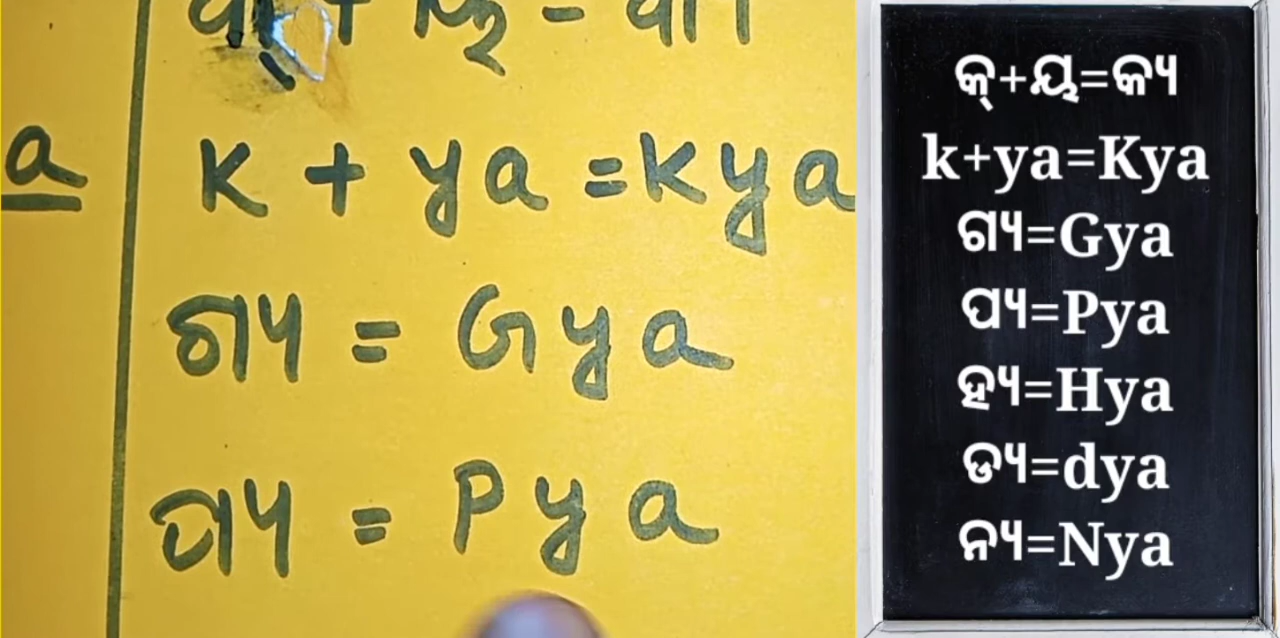 a
K + ya = Kya
ଗ୍ୟ = Gya
ପ୍ୟ = Pya
କ୍+ୟ=କ୍ୟ
k+ya=Kya
ଗ୍ୟ=Gya
ପ୍ୟ=Pya
ହ୍ୟ=Hya
ଡ୍ୟ=dya
ନ୍ୟ=Nya